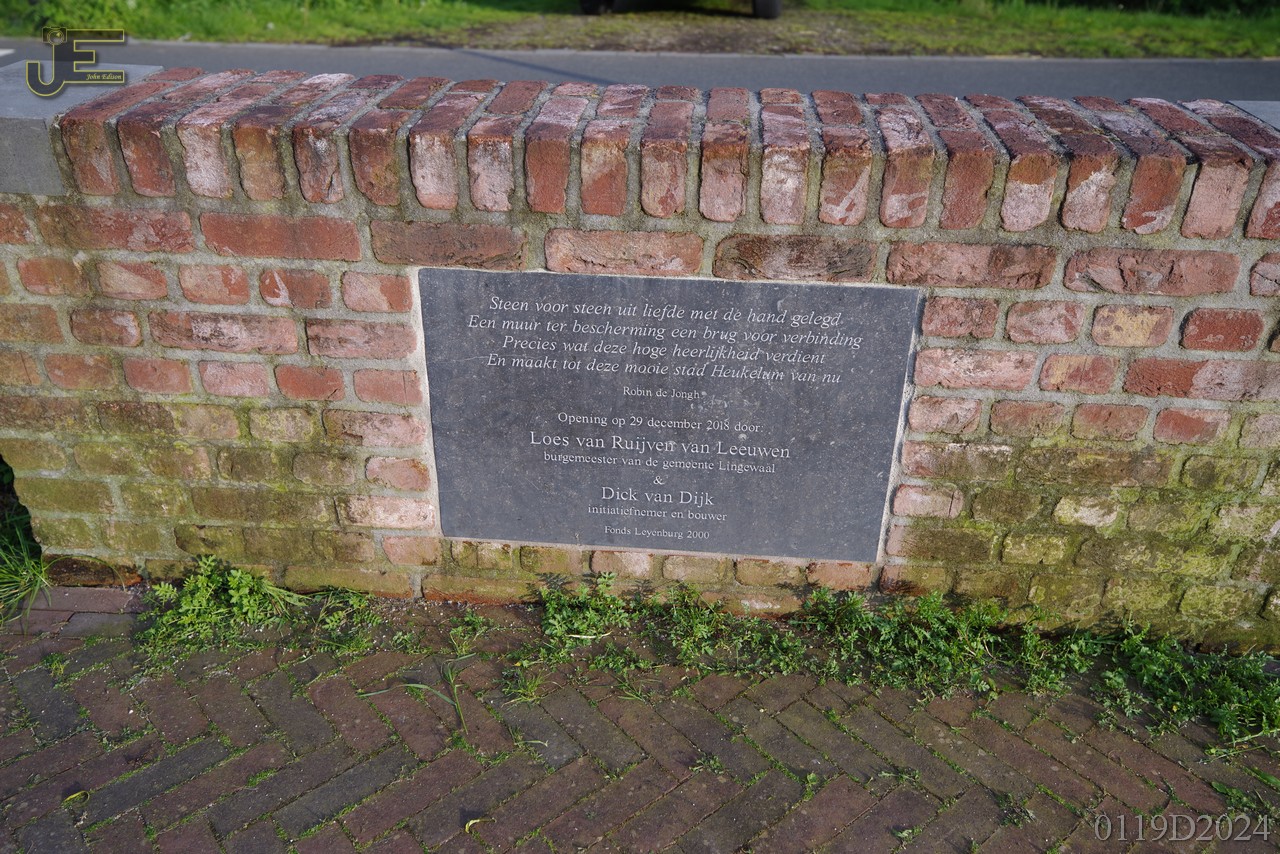 JE
John Edison
Steen voor steen uit liefde met de hand gelegd.
Een muur ter bescherming een brug voor verbinding
Precies wat deze hoge heerlijkheid verdient
En maakt tot deze mooie stad Heukelum van nu
Robin de Jongh
Opening op 29 december 2018 door:
Loes van Ruijven van Leeuwen
burgemeester van de gemeente Lingewaal
&
Dick van Dijk
initiatiefnemer en bouwer
Fonds Leyenburg 2000
0119D2024